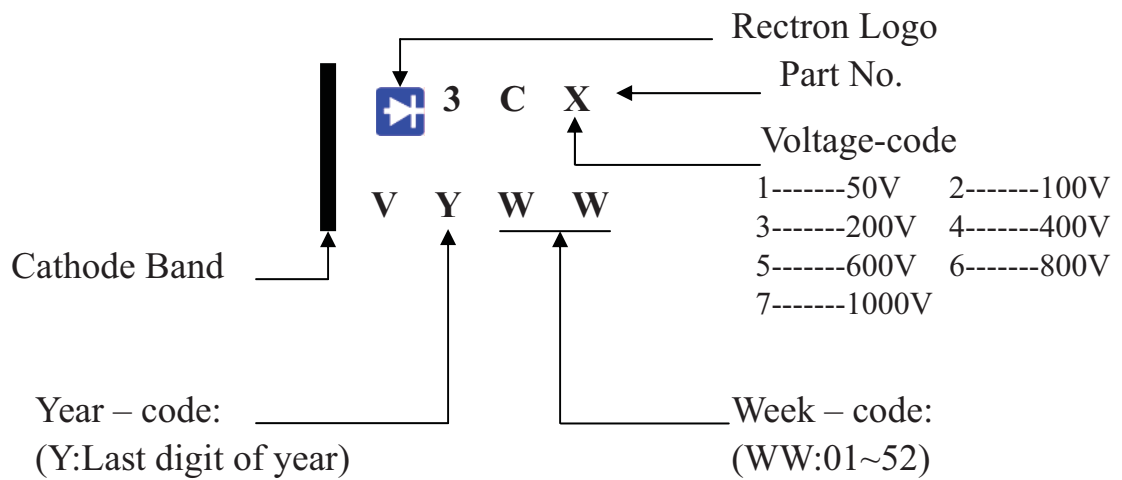 Rectron Logo
Part No.
3 C X
Voltage-code
1-------50V 2-------100V
V Y W W
3-------200V 4-------400V
Cathode Band
5-------600V 6-------800V
7-------1000V
Year – code:
(Y:Last digit of year)
Week – code:
(WW:01~52)